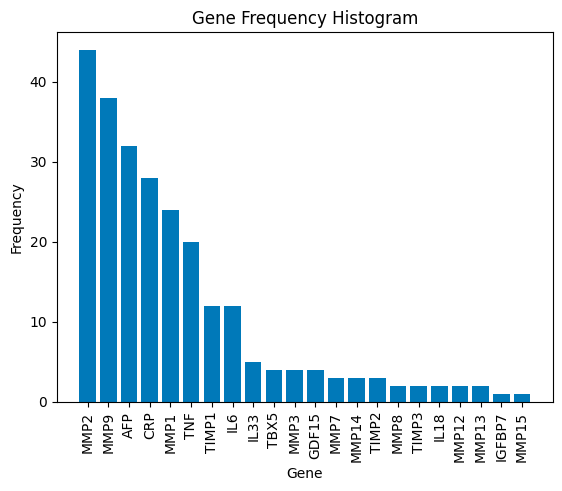 Gene Frequency Histogram
Frequency
40
30
20
10
0
MMP2 MMP9 AFP CRP MMP1 TNF TIMP1 IL6 IL33 TBX5 MMP3 GDF15 MMP7 MMP14 TIMP2 MMP8 TIMP3 IL18 MMP12 MMP13 IGFBP7 MMP15
Gene